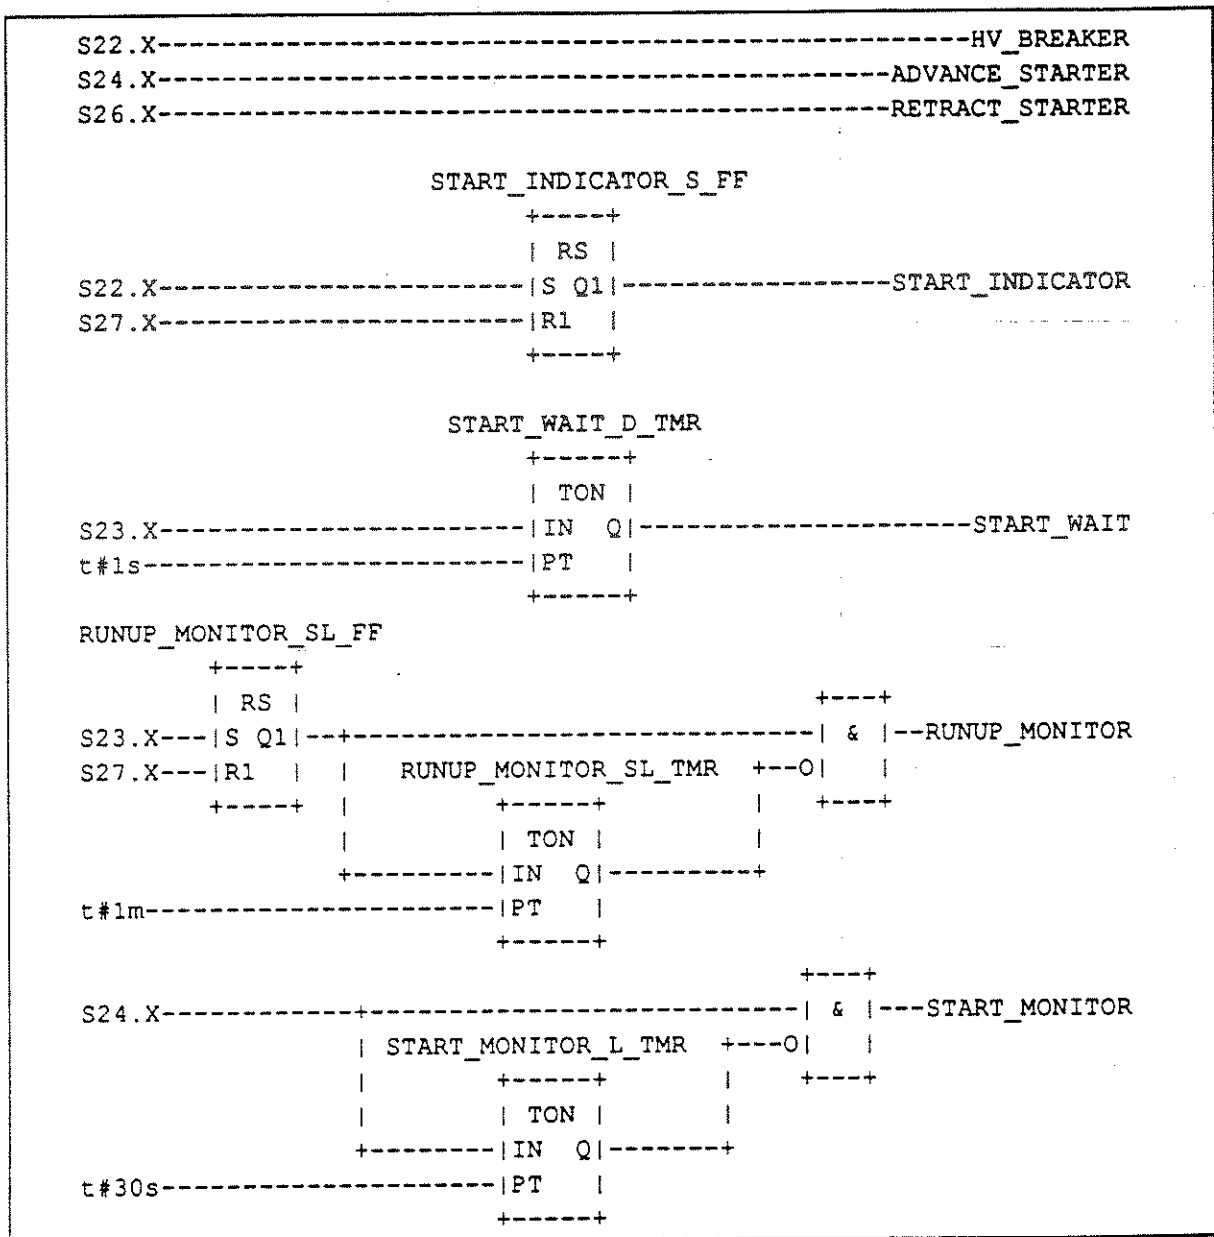 S22.X---------------------------------------------------HV_BREAKER
S24.X----------------------------------------------ADVANCE_STARTER
S26.X----------------------------------------------RETRACT_STARTER
START_INDICATOR_S_FF
+----+
| RS |
S22.X-----------------------|S Q1|-----------------START_INDICATOR
S27.X-----------------------|R1  |
+----+
START_WAIT_D_TMR
+-----+
| TON |
S23.X-----------------------|IN  Q|---------------------START_WAIT
t#1s------------------------|PT   |
+-----+
RUNUP_MONITOR_SL_FF
+----+
| RS |                                 +---+
S23.X---|S Q1|--+-----------------------------| & |--RUNUP_MONITOR
S27.X---|R1  |  |   RUNUP_MONITOR_SL_TMR  +--O|   |
+----+  |         +-----+         |   +---+
|         | TON |         |
+---------|IN  Q|---------+
t#1m----------------------|PT   |
+-----+
+---+
S24.X------------+---------------------------| & |---START_MONITOR
| START_MONITOR_L_TMR  +---O|   |
|        +-----+       |    +---+
|        | TON |       |
+--------|IN  Q|-------+
t#30s---------------------|PT   |
+-----+